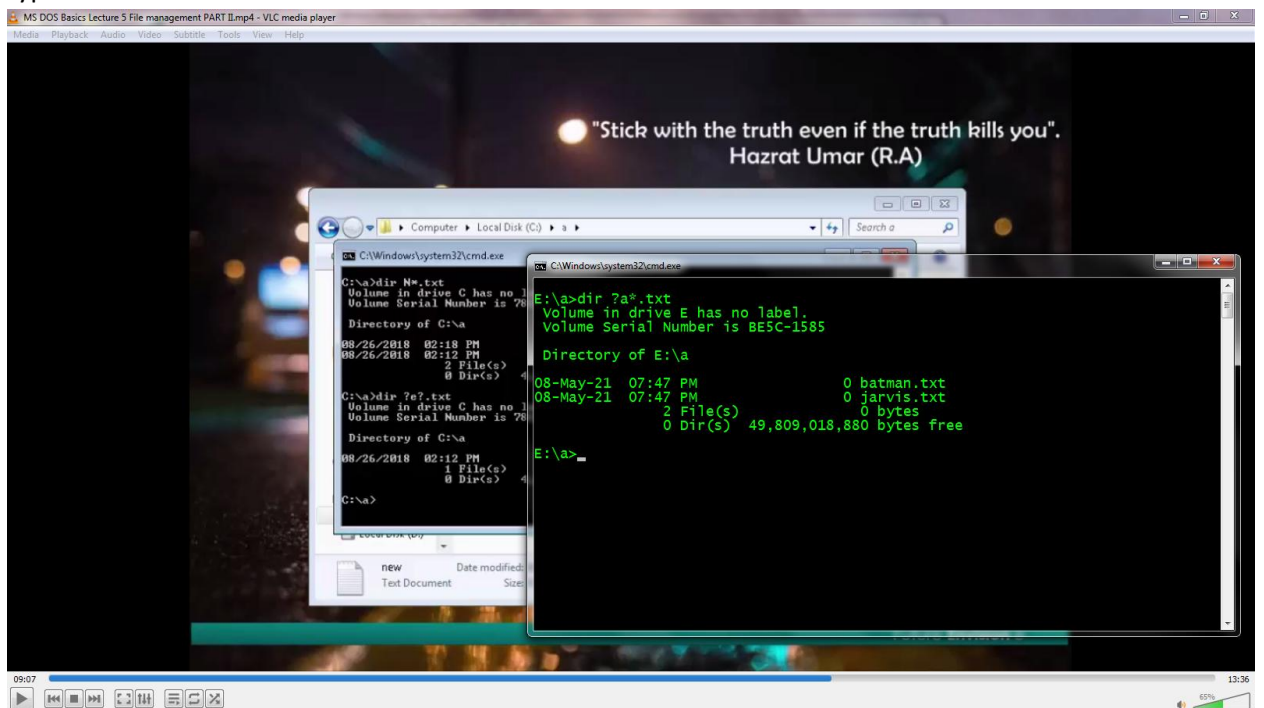 MS DOS Basics Lecture 5 File management PART II.mp4 - VLC media player
Media Playback Audio Video Subtitle Tools View Help
"Stick with the truth even if the truth kills you".
Hazrat Umar (R.A)
Computer Local Disk (C:) a
Search a
C:\Windows\system32\cmd.exe
C:\a>dir N*.txt
Volume in drive C has no
Volume Serial Number is 78
Directory of C:\a
08/26/2018 02:18 PM
08/26/2018 02:12 PM
2 File(s)
0 Dir(s) 4
C:\a>dir ?e?.txt
Volume in drive C has no
Volume Serial Number is 78
Directory of C:\a
08/26/2018 02:12 PM
1 File(s)
0 Dir(s) 4
C:\a>
Local Disk (D:)
new Date modified:
Text Document Size:
C:\Windows\system32\cmd.exe
E:\a>dir ?a*.txt
Volume in drive E has no label.
Volume Serial Number is BE5C-1585
Directory of E:\a
08-May-21 07:47 PM 0 batman.txt
08-May-21 07:47 PM 0 jarvis.txt
2 File(s) 0 bytes
0 Dir(s) 49,809,018,880 bytes free
E:\a>
09:07
13:36
65%